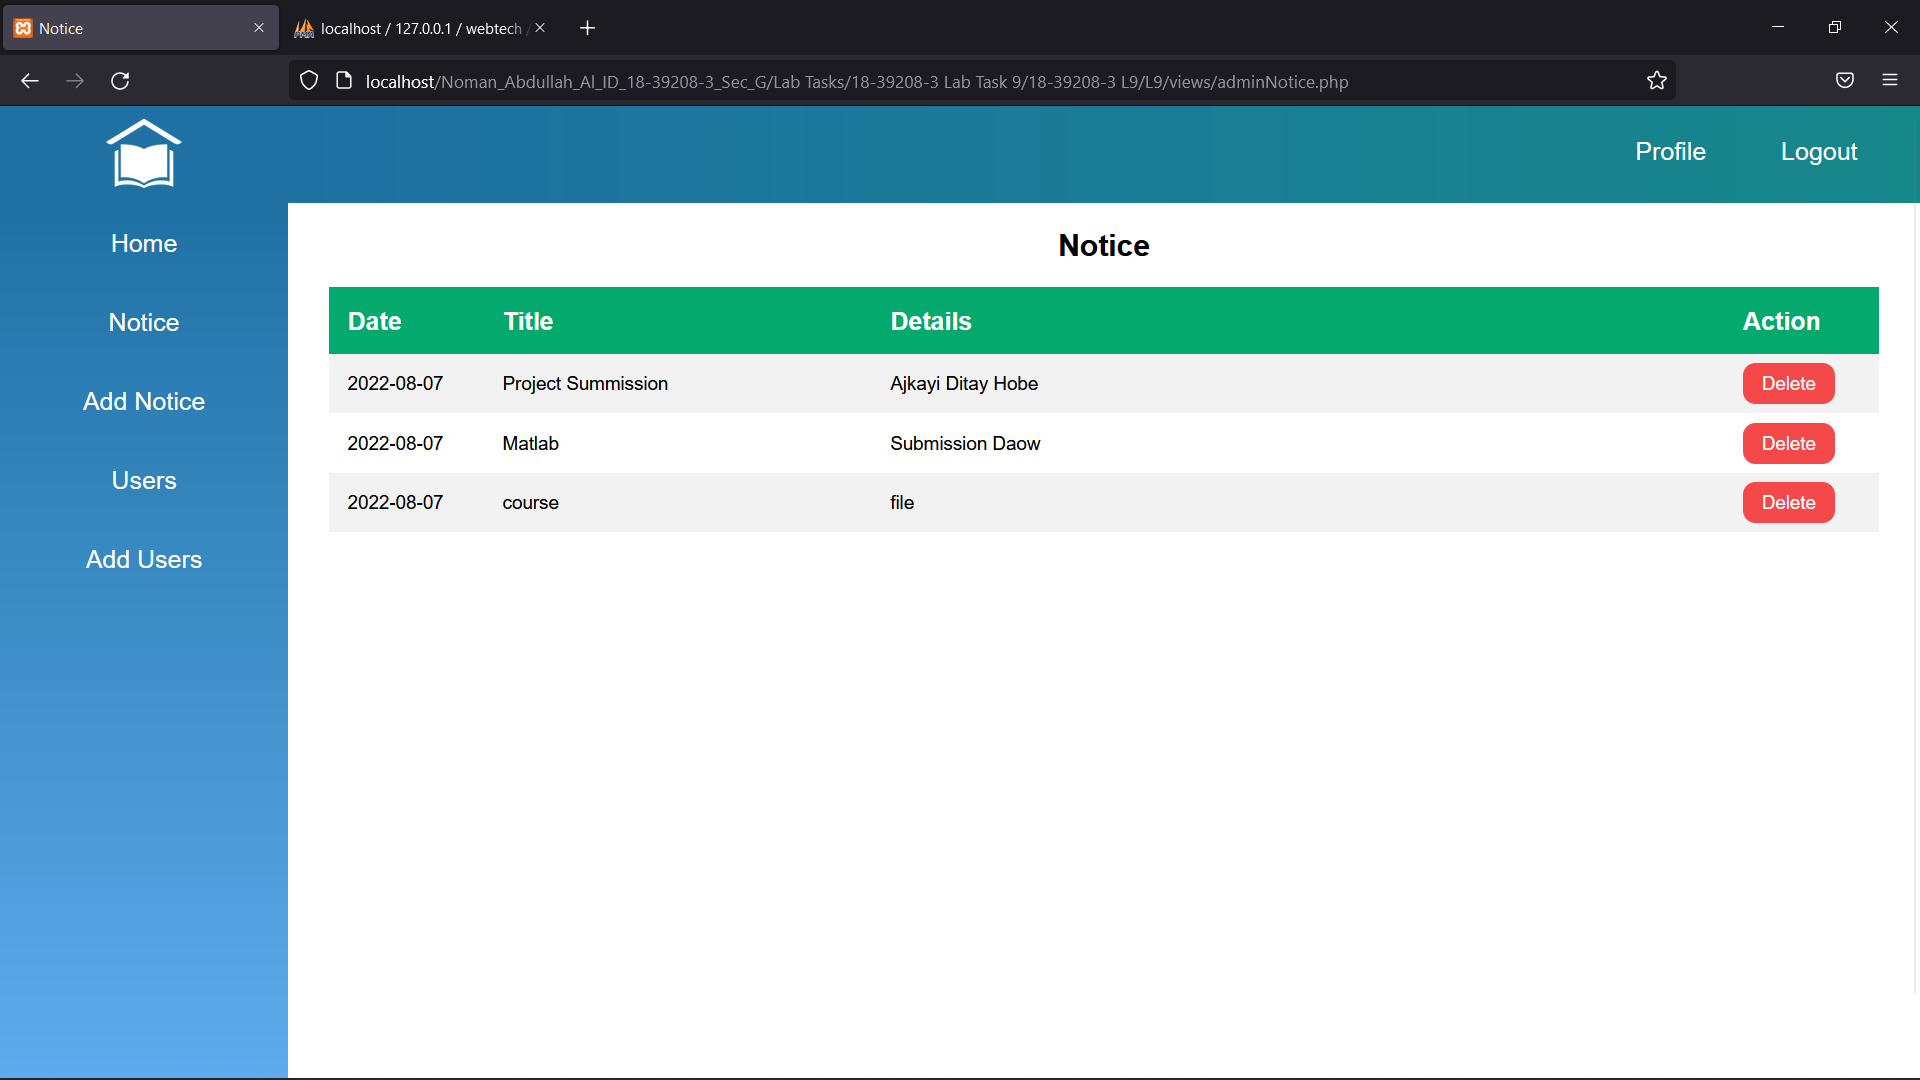 Notice
localhost / 127.0.0.1 / webtech /
localhost/Noman_Abdullah_Al_ID_18-39208-3_Sec_G/Lab Tasks/18-39208-3 Lab Task 9/18-39208-3 L9/L9/views/adminNotice.php
Profile Logout
Home
Notice
Add Notice
Users
Add Users
Notice
Date Title Details Action
2022-08-07 Project Summission Ajkayi Ditay Hobe Delete
2022-08-07 Matlab Submission Daow Delete
2022-08-07 course file Delete